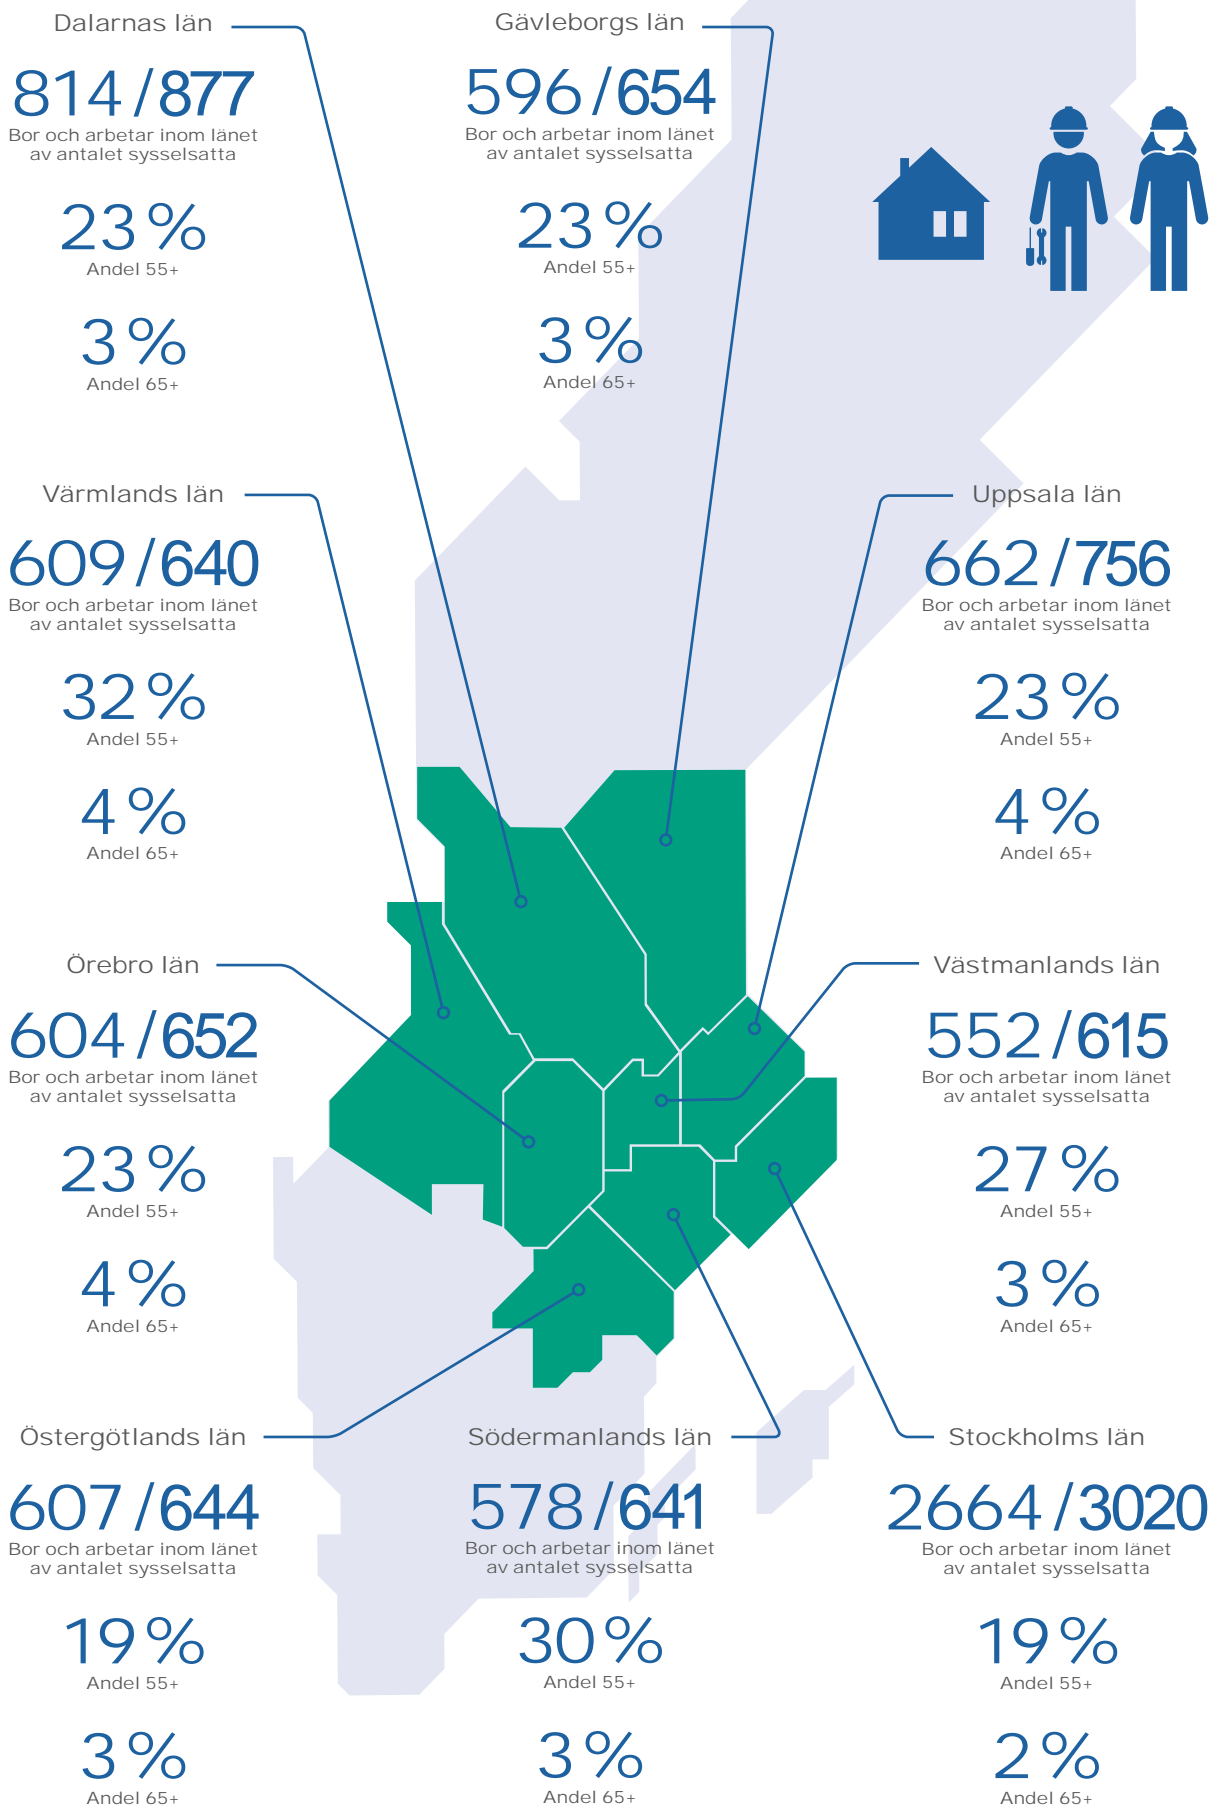 Dalarnas län
814/877
Bor och arbetar inom länet
av antalet sysselsatta
23%
Andel 55+
3%
Andel 65+
Gävleborgs län
596/654
Bor och arbetar inom länet
av antalet sysselsatta
23%
Andel 55+
3%
Andel 65+
Värmlands län
609/640
Bor och arbetar inom länet
av antalet sysselsatta
32%
Andel 55+
4%
Andel 65+
Uppsala län
662/756
Bor och arbetar inom länet
av antalet sysselsatta
23%
Andel 55+
4%
Andel 65+
Örebro län
604/652
Bor och arbetar inom länet
av antalet sysselsatta
23%
Andel 55+
4%
Andel 65+
Västmanlands län
552/615
Bor och arbetar inom länet
av antalet sysselsatta
27%
Andel 55+
3%
Andel 65+
Östergötlands län
607/644
Bor och arbetar inom länet
av antalet sysselsatta
19%
Andel 55+
3%
Andel 65+
Södermanlands län
578/641
Bor och arbetar inom länet
av antalet sysselsatta
30%
Andel 55+
3%
Andel 65+
Stockholms län
2664/3020
Bor och arbetar inom länet
av antalet sysselsatta
19%
Andel 55+
2%
Andel 65+